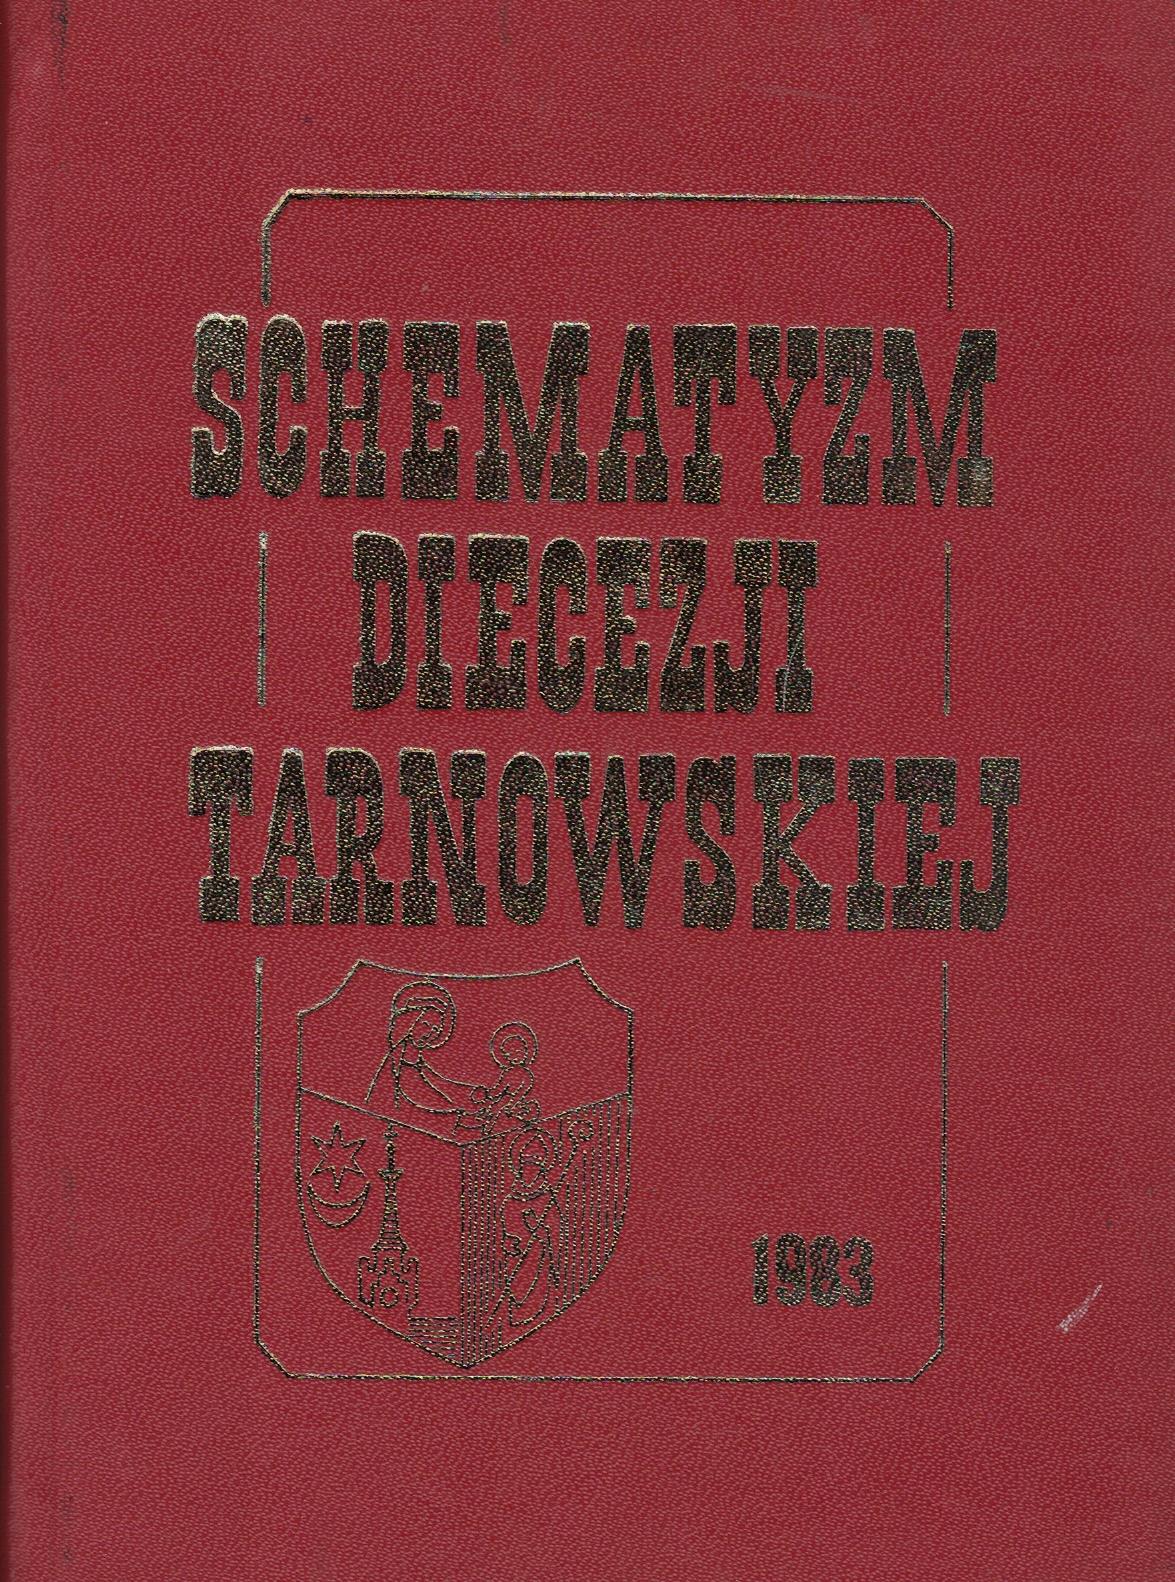 SCHEMATYZM
DIECEZJI
TARNOWSKIEJ
1983